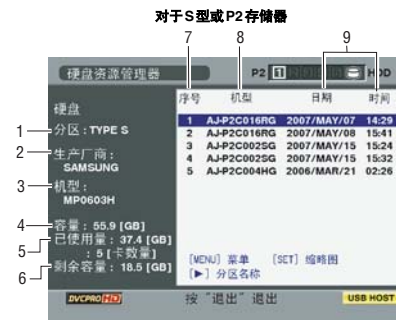 对于S型或P2存储器
7 8 9
硬盘资源管理器 P2 1 HDD
序号 机型 日期 时间
硬盘
1 分区：TYPE S
2 生产厂商：
SAMSUNG
3 机型：
MP0603H
4 容量：55.9 [GB]
5 已使用量：37.4 [GB]
：5 [卡数量]
6 剩余容量：18.5 [GB]
1 AJ-P2C016RG 2007/MAY/07 14:29
2 AJ-P2C016RG 2007/MAY/08 15:41
3 AJ-P2C002SG 2007/MAY/15 15:24
4 AJ-P2C002SG 2007/MAY/15 15:32
5 AJ-P2C004HG 2006/MAR/21 02:26
[MENU] 菜单 [SET] 缩略图
[▶] 分区名称
DVCPRO HD 按 "退出" 退出 USB HOST